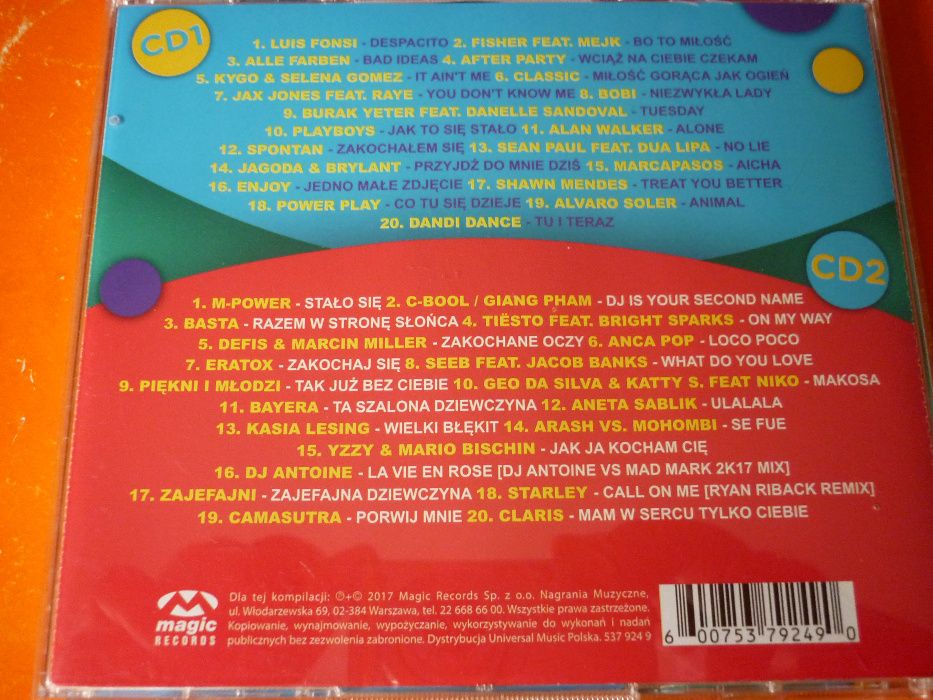 CD1
1. LUIS FONSI - DESPACITO 2. FISHER FEAT. MEJK - BO TO MIŁOŚĆ
3. ALLE FARBEN - BAD IDEAS 4. AFTER PARTY - WCIĄŻ NA CIEBIE CZEKAM
5. KYGO & SELENA GOMEZ - IT AIN'T ME 6. CLASSIC - MIŁOŚĆ GORĄCA JAK OGIEŃ
7. JAX JONES FEAT. RAYE - YOU DON'T KNOW ME 8. BOBI - NIEZWYKŁA LADY
9. BURAK YETER FEAT. DANELLE SANDOVAL - TUESDAY
10. PLAYBOYS - JAK TO SIĘ STAŁO 11. ALAN WALKER - ALONE
12. SPONTAN - ZAKOCHAŁEM SIĘ 13. SEAN PAUL FEAT. DUA LIPA - NO LIE
14. JAGODA & BRYLANT - PRZYJDŹ DO MNIE DZIŚ 15. MARCAPASOS - AICHA
16. ENJOY - JEDNO MAŁE ZDJĘCIE 17. SHAWN MENDES - TREAT YOU BETTER
18. POWER PLAY - CO TU SIĘ DZIEJE 19. ALVARO SOLER - ANIMAL
20. DANDI DANCE - TU I TERAZ
CD2
1. M-POWER - STAŁO SIĘ 2. C-BOOL / GIANG PHAM - DJ IS YOUR SECOND NAME
3. BASTA - RAZEM W STRONĘ SŁOŃCA 4. TIËSTO FEAT. BRIGHT SPARKS - ON MY WAY
5. DEFIS & MARCIN MILLER - ZAKOCHANE OCZY 6. ANCA POP - LOCO POCO
7. ERATOX - ZAKOCHAJ SIĘ 8. SEEB FEAT. JACOB BANKS - WHAT DO YOU LOVE
9. PIĘKNI I MŁODZI - TAK JUŻ BEZ CIEBIE 10. GEO DA SILVA & KATTY S. FEAT NIKO - MAKOSA
11. BAYERA - TA SZALONA DZIEWCZYNA 12. ANETA SABLIK - ULALALA
13. KASIA LESING - WIELKI BŁĘKIT 14. ARASH VS. MOHOMBI - SE FUE
15. YZZY & MARIO BISCHIN - JAK JA KOCHAM CIĘ
16. DJ ANTOINE - LA VIE EN ROSE [DJ ANTOINE VS MAD MARK 2K17 MIX]
17. ZAJEFAJNI - ZAJEFAJNA DZIEWCZYNA 18. STARLEY - CALL ON ME [RYAN RIBACK REMIX]
19. CAMASUTRA - PORWIJ MNIE 20. CLARIS - MAM W SERCU TYLKO CIEBIE
magic
RECORDS
Dla tej kompilacji: ℗+© 2017 Magic Records Sp. z o.o. Nagrania Muzyczne,
ul. Włodarzewska 69, 02-384 Warszawa, tel. 22 668 66 00. Wszystkie prawa zastrzeżone.
Kopiowanie, wynajmowanie, wypożyczanie, wykorzystywanie do wykonań i nadań
publicznych bez zezwolenia zabronione. Dystrybucja Universal Music Polska. 537 924 9
6 00753 79249 0